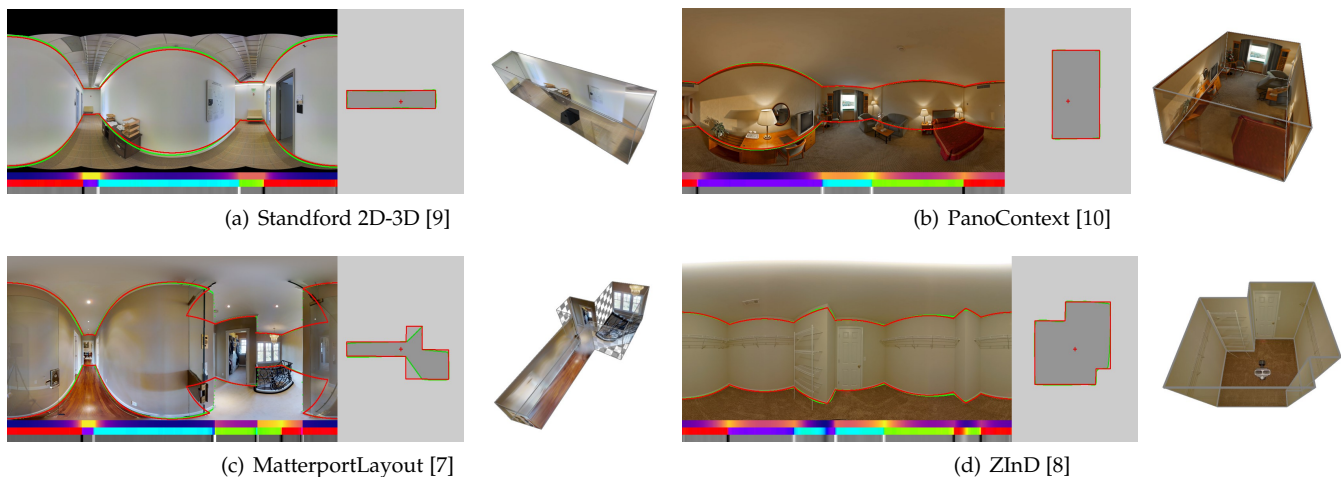 (a) Standford 2D-3D [9]
(b) PanoContext [10]
(c) MatterportLayout [7]
(d) ZInD [8]